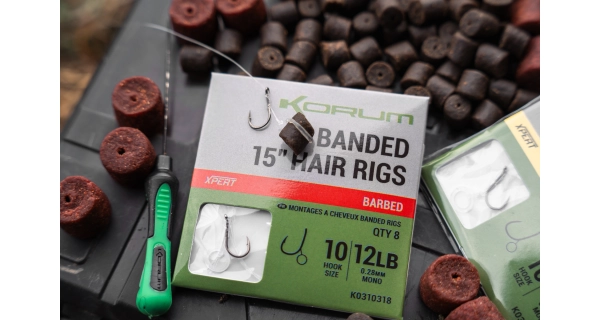 KORUM
BANDED
15” HAIR RIGS
XPERT
BARBED
MONTAGES A CHEVEUX BANDED RIGS
QTY 8
10 HOOK SIZE
12LB 0.28mm MONO
K0310318
XPERT
KORUM